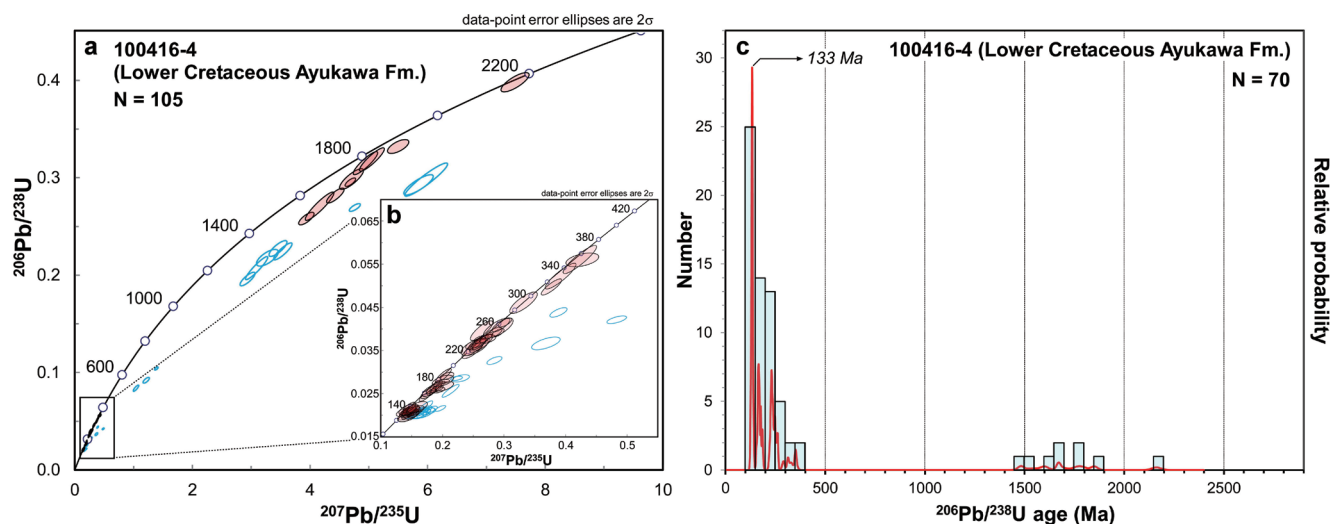 data-point error ellipses are 2σ
a
100416-4
(Lower Cretaceous Ayukawa Fm.)
N = 105
0.4
0.3
0.2
0.1
0.0
²⁰⁶Pb/²³⁸U
2200
1800
1400
1000
600
0
2
4
6
8
10
²⁰⁷Pb/²³⁵U
data-point error ellipses are 2σ
b
0.065
0.055
0.045
0.035
0.025
0.015
²⁰⁶Pb/²³⁸U
420
380
340
300
260
220
180
140
0.1
0.2
0.3
0.4
0.5
²⁰⁷Pb/²³⁵U
c
100416-4 (Lower Cretaceous Ayukawa Fm.)
133 Ma
N = 70
30
25
20
15
10
5
0
Number
Relative probability
0
500
1000
1500
2000
2500
²⁰⁶Pb/²³⁸U age (Ma)